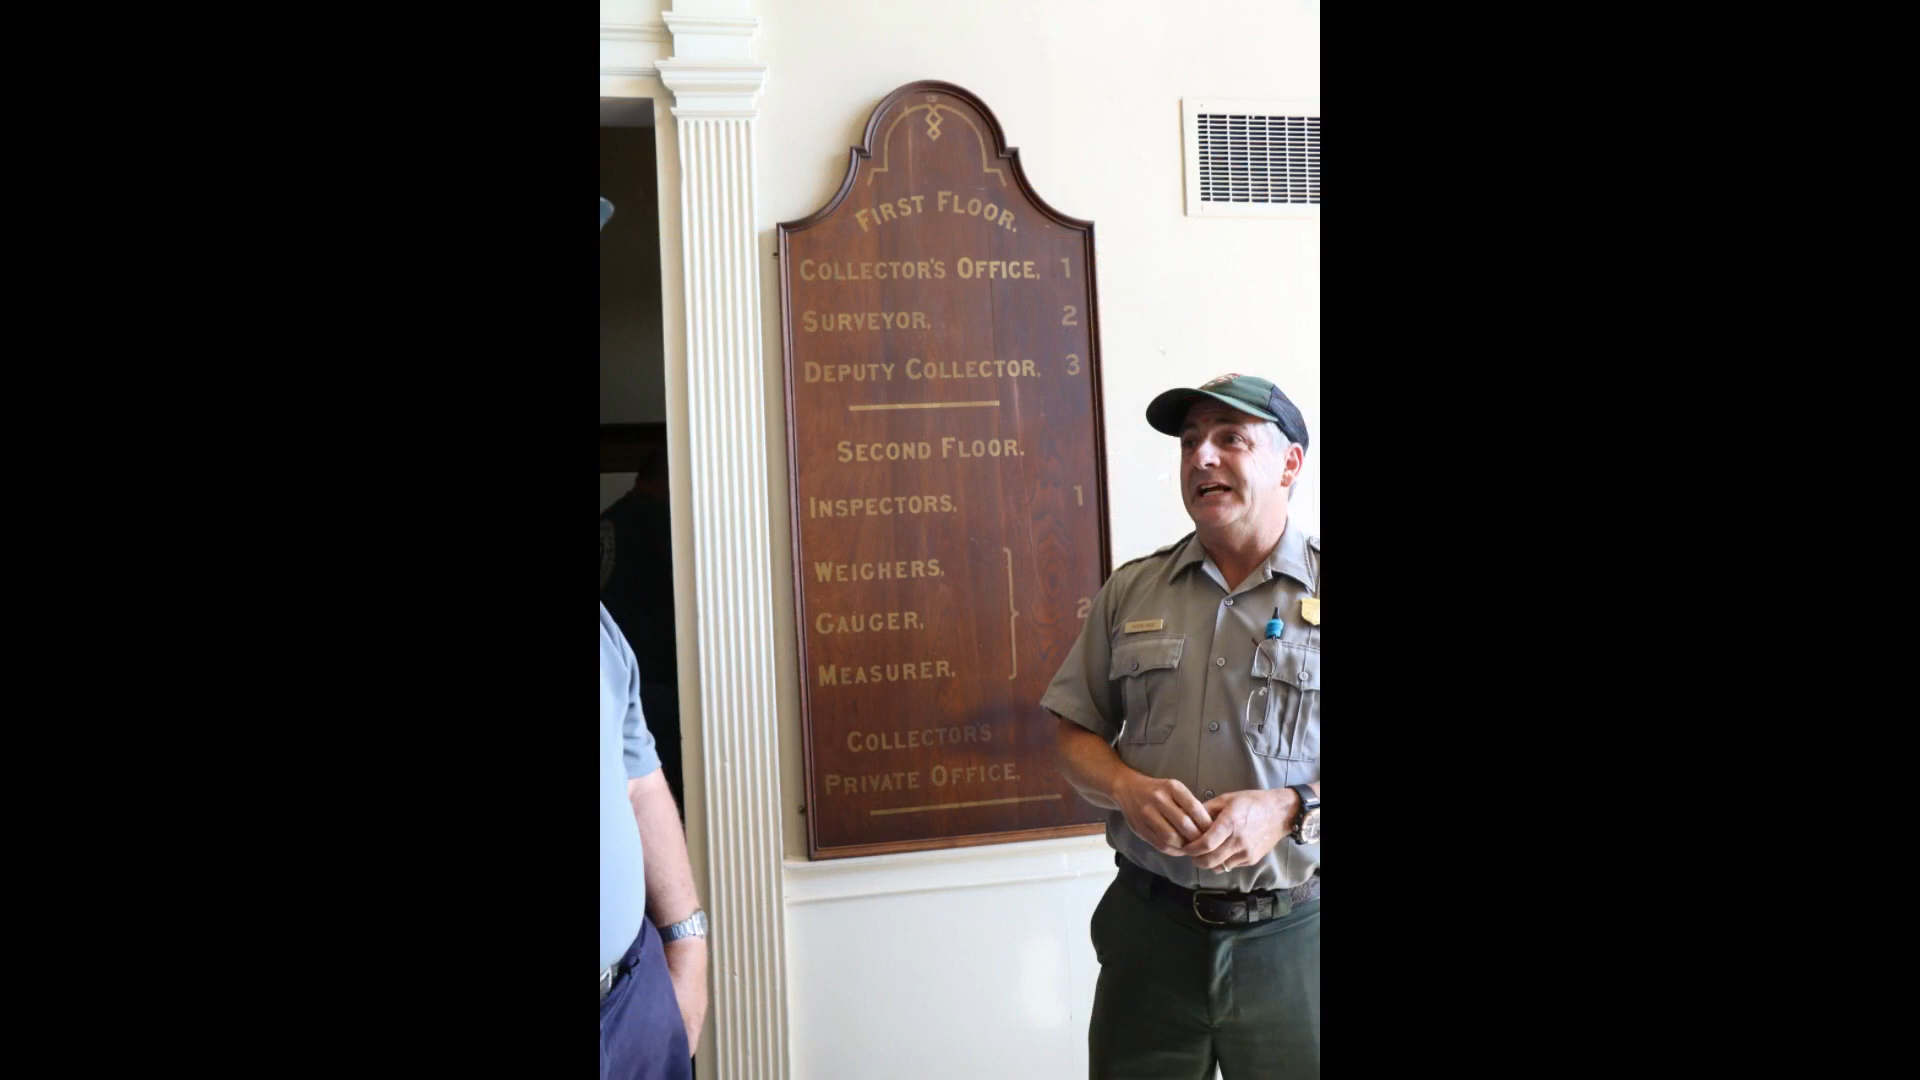 FIRST FLOOR.
COLLECTOR'S OFFICE, 1
SURVEYOR, 2
DEPUTY COLLECTOR, 3
SECOND FLOOR.
INSPECTORS, 1
WEIGHERS,
GAUGER, 2
MEASURER,
COLLECTOR'S
PRIVATE OFFICE,